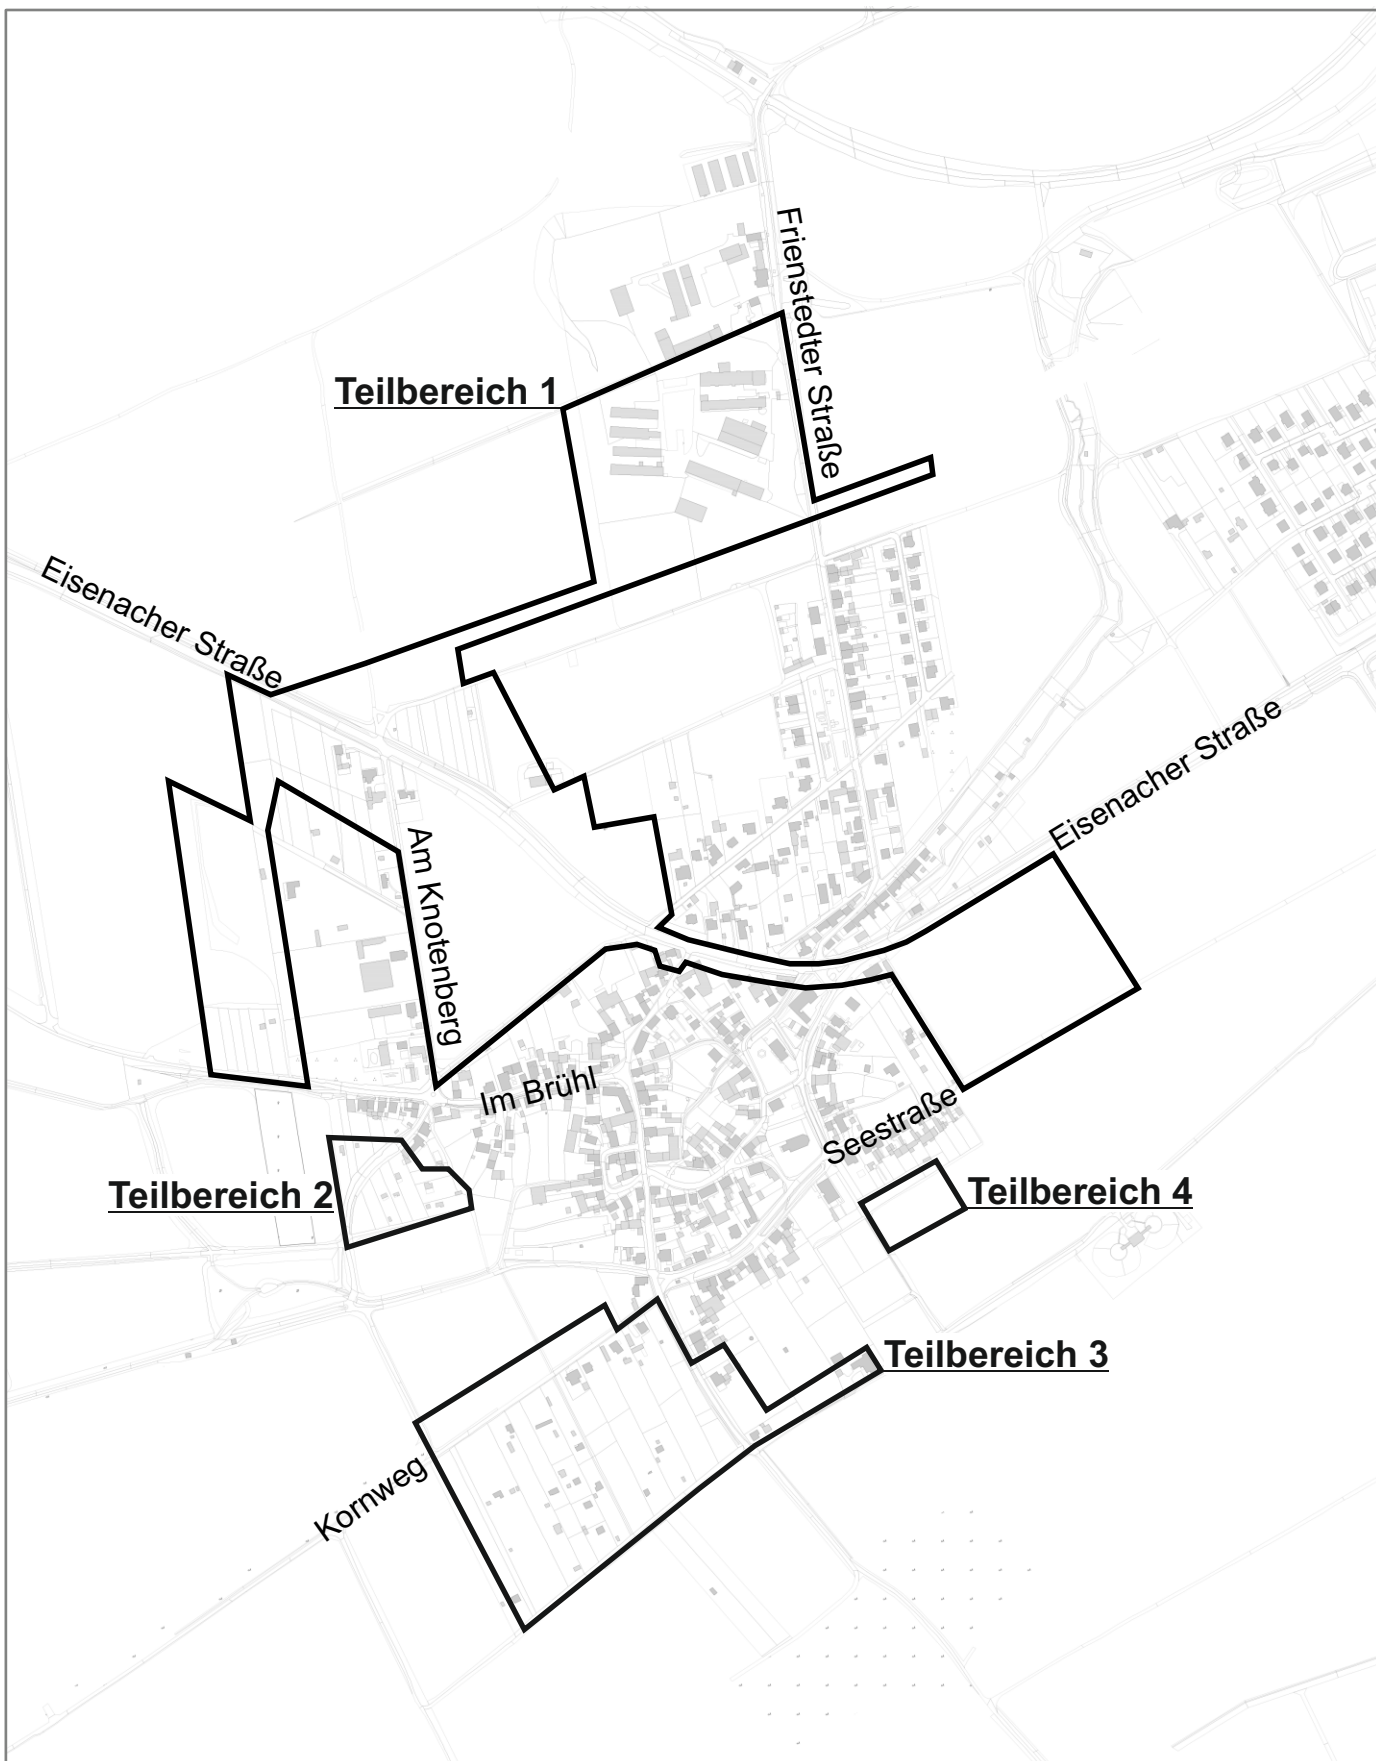 Frienstedter Straße
Teilbereich 1
Eisenacher Straße
Eisenacher Straße
Am Knotenberg
Im Brühl
Seestraße
Teilbereich 2
Teilbereich 4
Teilbereich 3
Kornweg